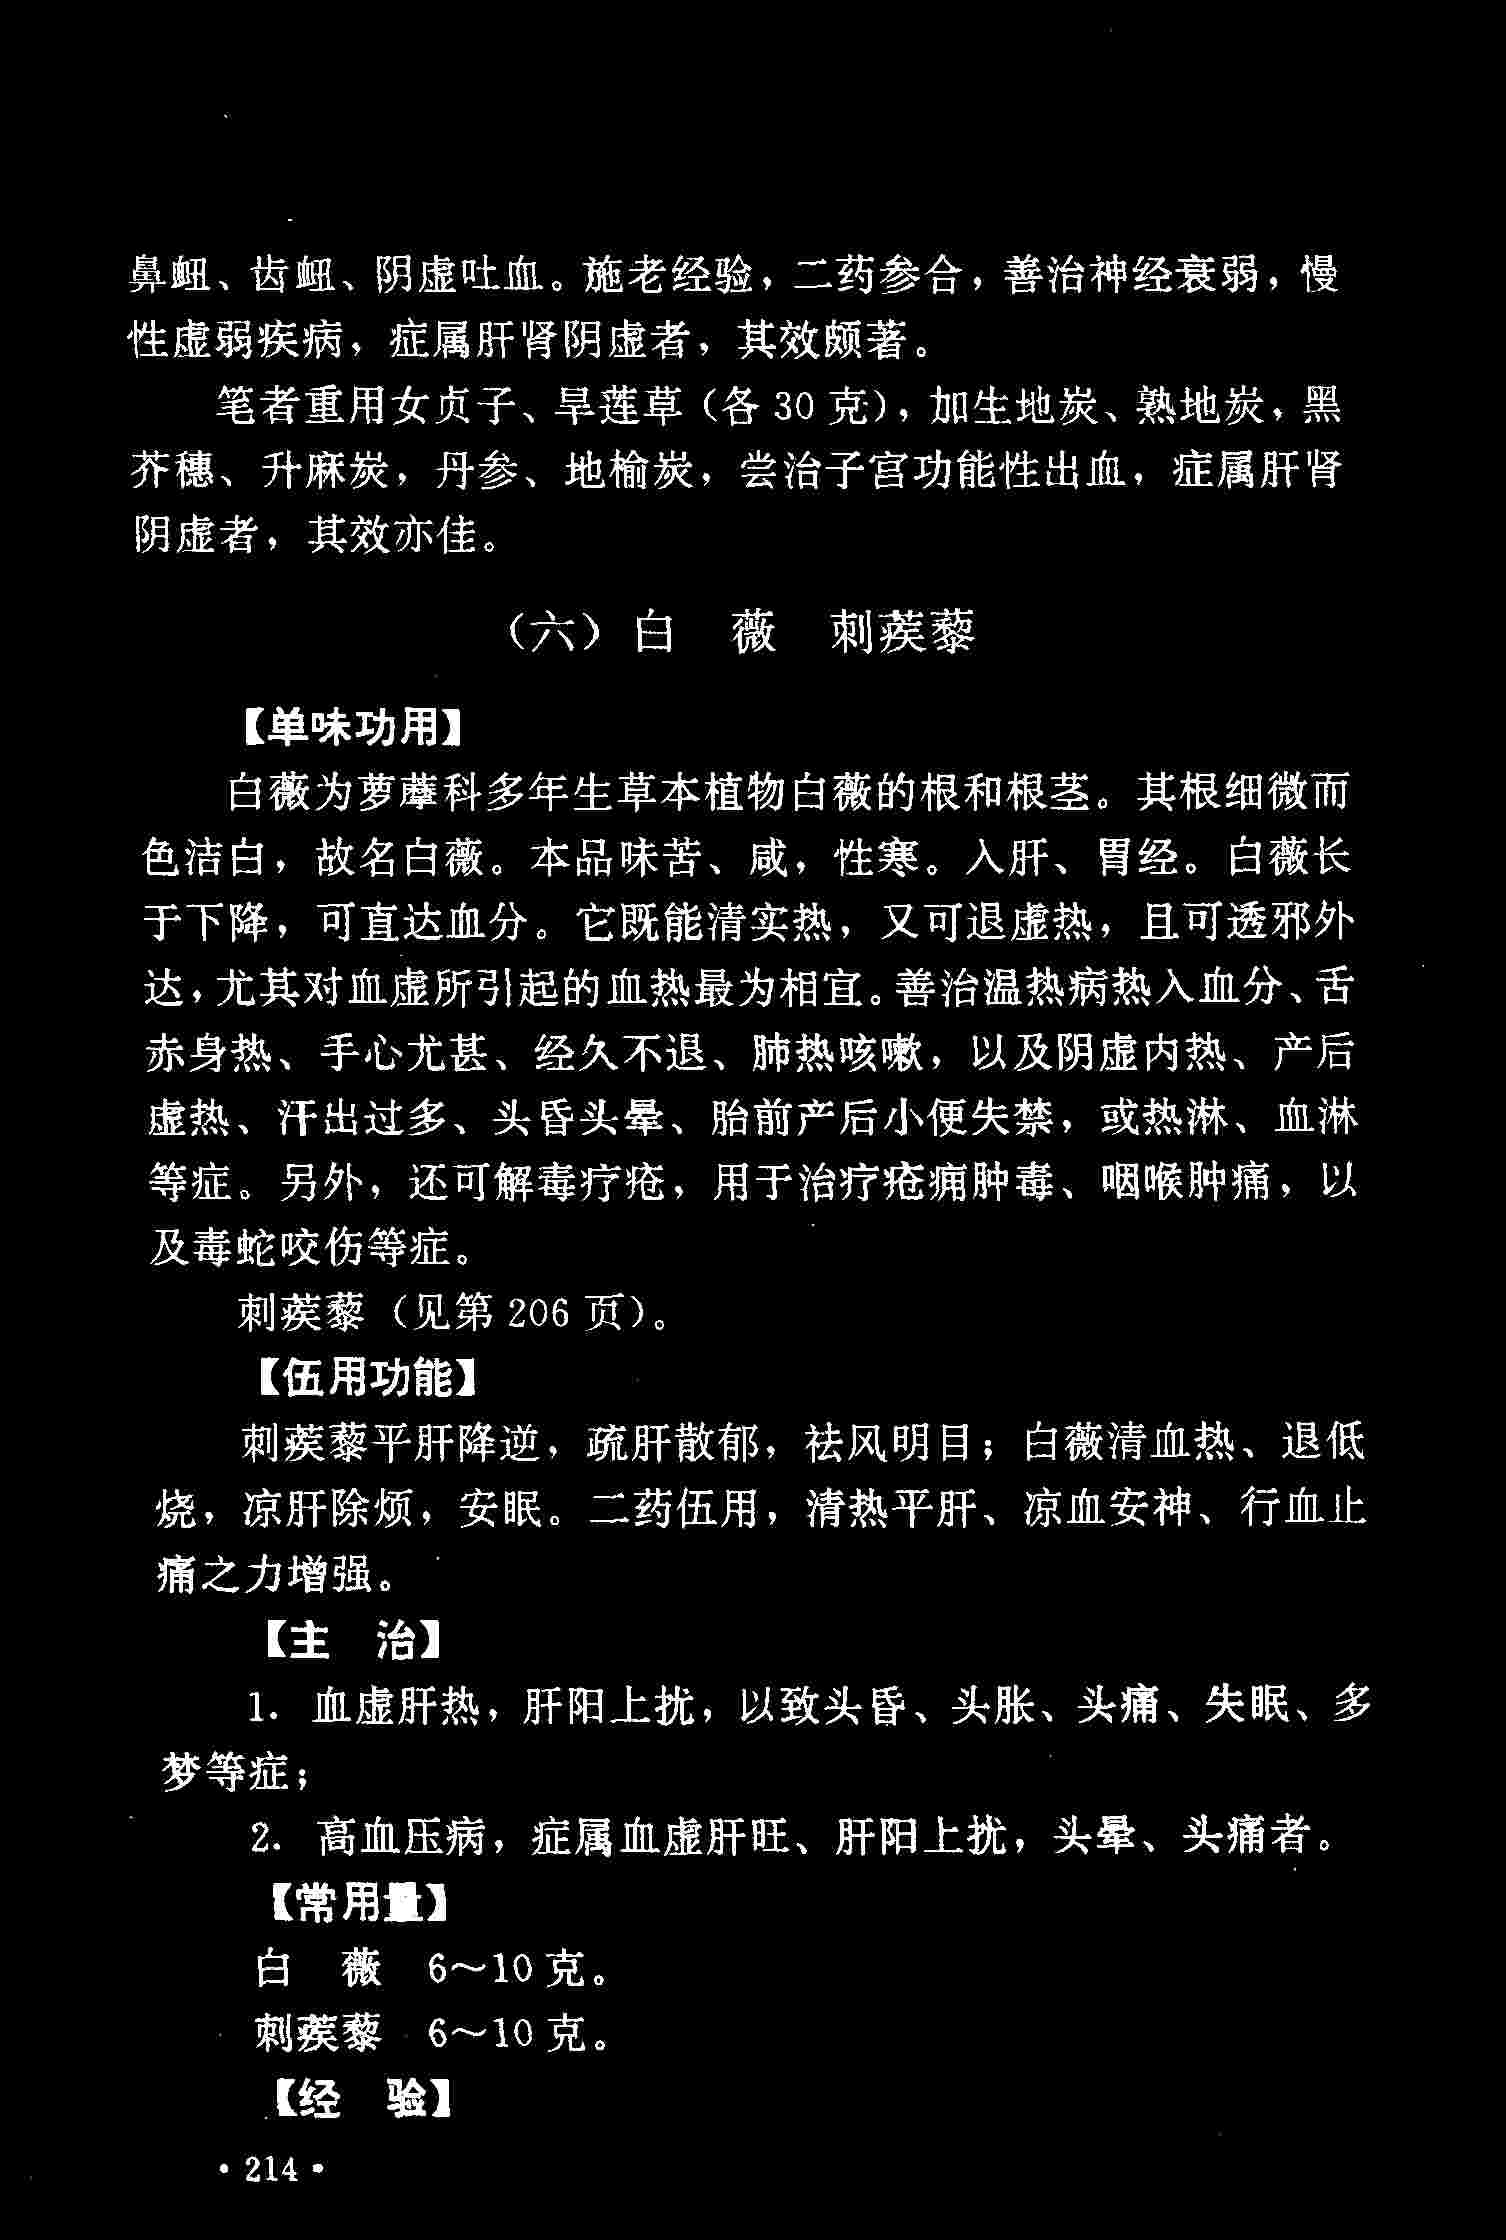 鼻衄、齿衄、阴虚吐血。施老经验，二药参合，善治神经衰弱，慢
性虚弱疾病，症属肝肾阴虚者，其效颇著。
笔者重用女贞子、旱莲草（各 30 克），加生地炭、熟地炭，黑
芥穗、升麻炭，丹参、地榆炭，尝治子宫功能性出血，症属肝肾
阴虚者，其效亦佳。
（六）白　薇　刺蒺藜
【单味功用】
白薇为萝藦科多年生草本植物白薇的根和根茎。其根细微而
色洁白，故名白薇。本品味苦、咸，性寒。入肝、胃经。白薇长
于下降，可直达血分。它既能清实热，又可退虚热，且可透邪外
达，尤其对血虚所引起的血热最为相宜。善治温热病热入血分、舌
赤身热、手心尤甚、经久不退、肺热咳嗽，以及阴虚内热、产后
虚热、汗出过多、头昏头晕、胎前产后小便失禁，或热淋、血淋
等症。另外，还可解毒疗疮，用于治疗疮痈肿毒、咽喉肿痛，以
及毒蛇咬伤等症。
刺蒺藜（见第 206 页）。
【伍用功能】
刺蒺藜平肝降逆，疏肝散郁，祛风明目；白薇清血热、退低
烧，凉肝除烦，安眠。二药伍用，清热平肝、凉血安神、行血止
痛之力增强。
【主　治】
1. 血虚肝热，肝阳上扰，以致头昏、头胀、头痛、失眠、多
梦等症；
2. 高血压病，症属血虚肝旺、肝阳上扰，头晕、头痛者。
【常用量】
白　薇　6～10 克。
刺蒺藜　6～10 克。
【经　验】
· 214 ·